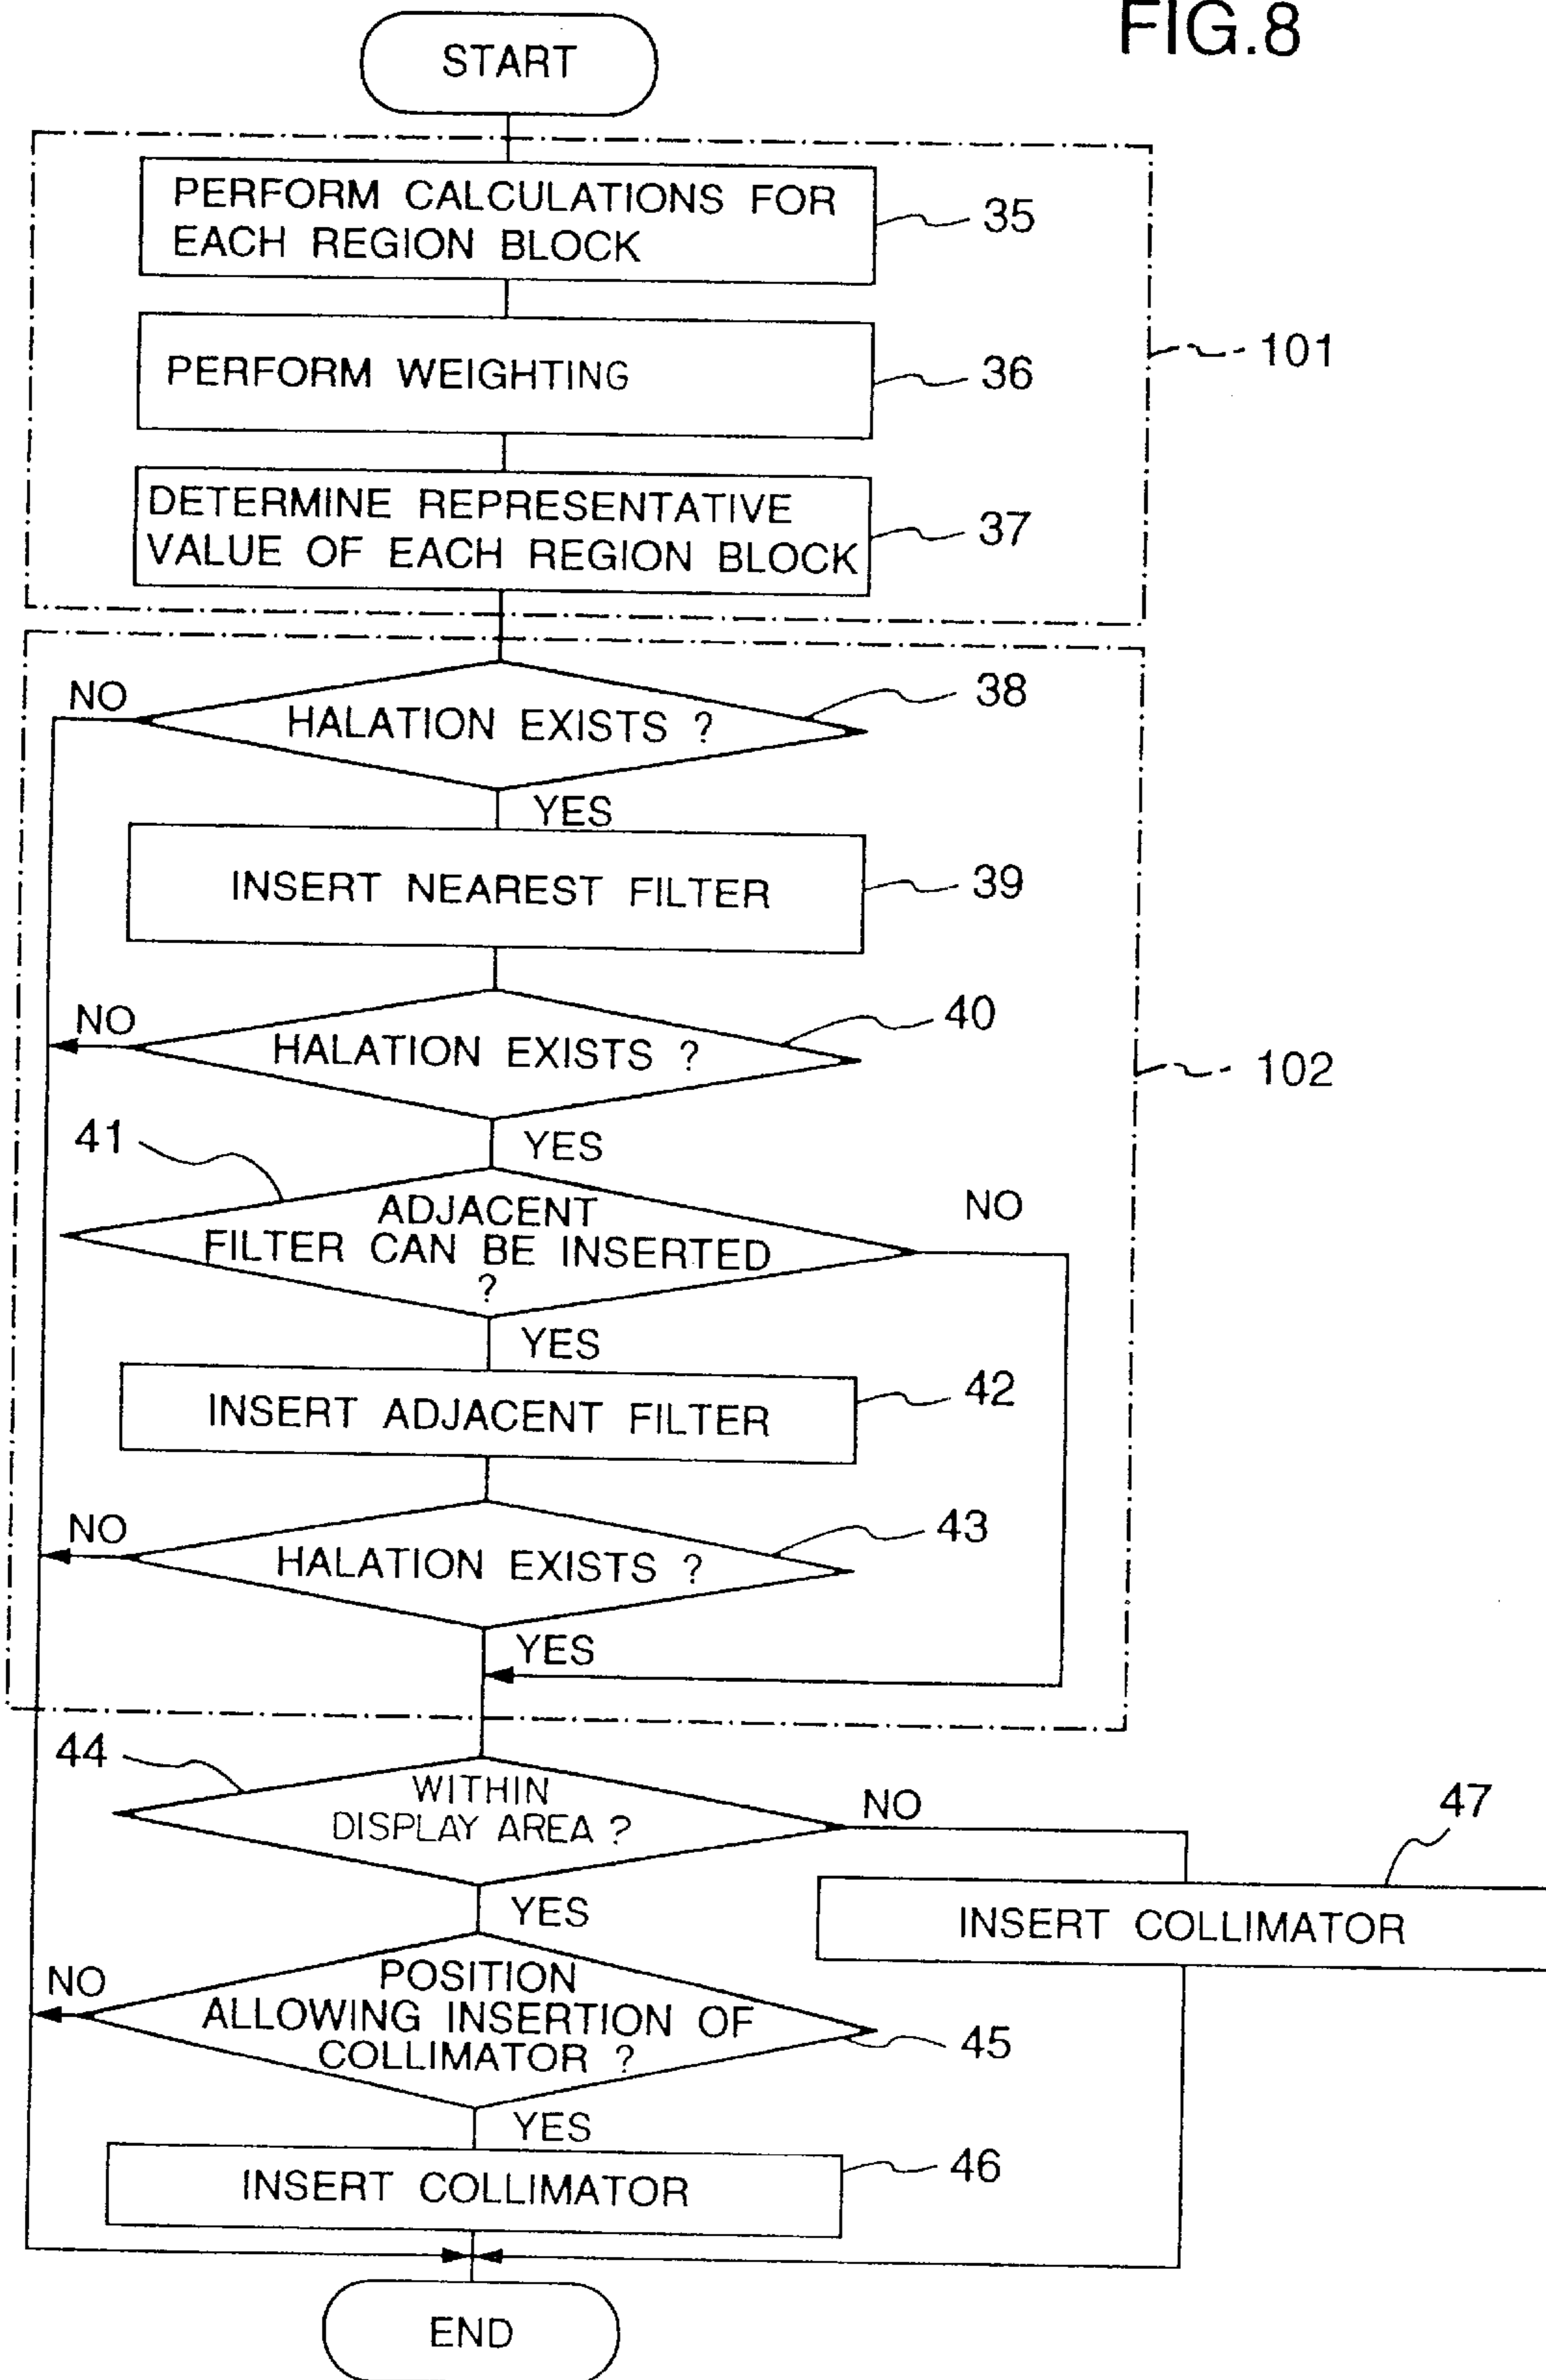 FIG.8
START
PERFORM CALCULATIONS FOR
EACH REGION BLOCK
35
PERFORM WEIGHTING
36
101
DETERMINE REPRESENTATIVE
VALUE OF EACH REGION BLOCK
37
NO
HALATION EXISTS ?
38
YES
INSERT NEAREST FILTER
39
NO
HALATION EXISTS ?
40
102
YES
41
ADJACENT
FILTER CAN BE INSERTED
?
NO
YES
INSERT ADJACENT FILTER
42
NO
HALATION EXISTS ?
43
YES
44
WITHIN
DISPLAY AREA ?
NO
47
INSERT COLLIMATOR
YES
NO
POSITION
ALLOWING INSERTION OF
COLLIMATOR ?
45
YES
INSERT COLLIMATOR
46
END